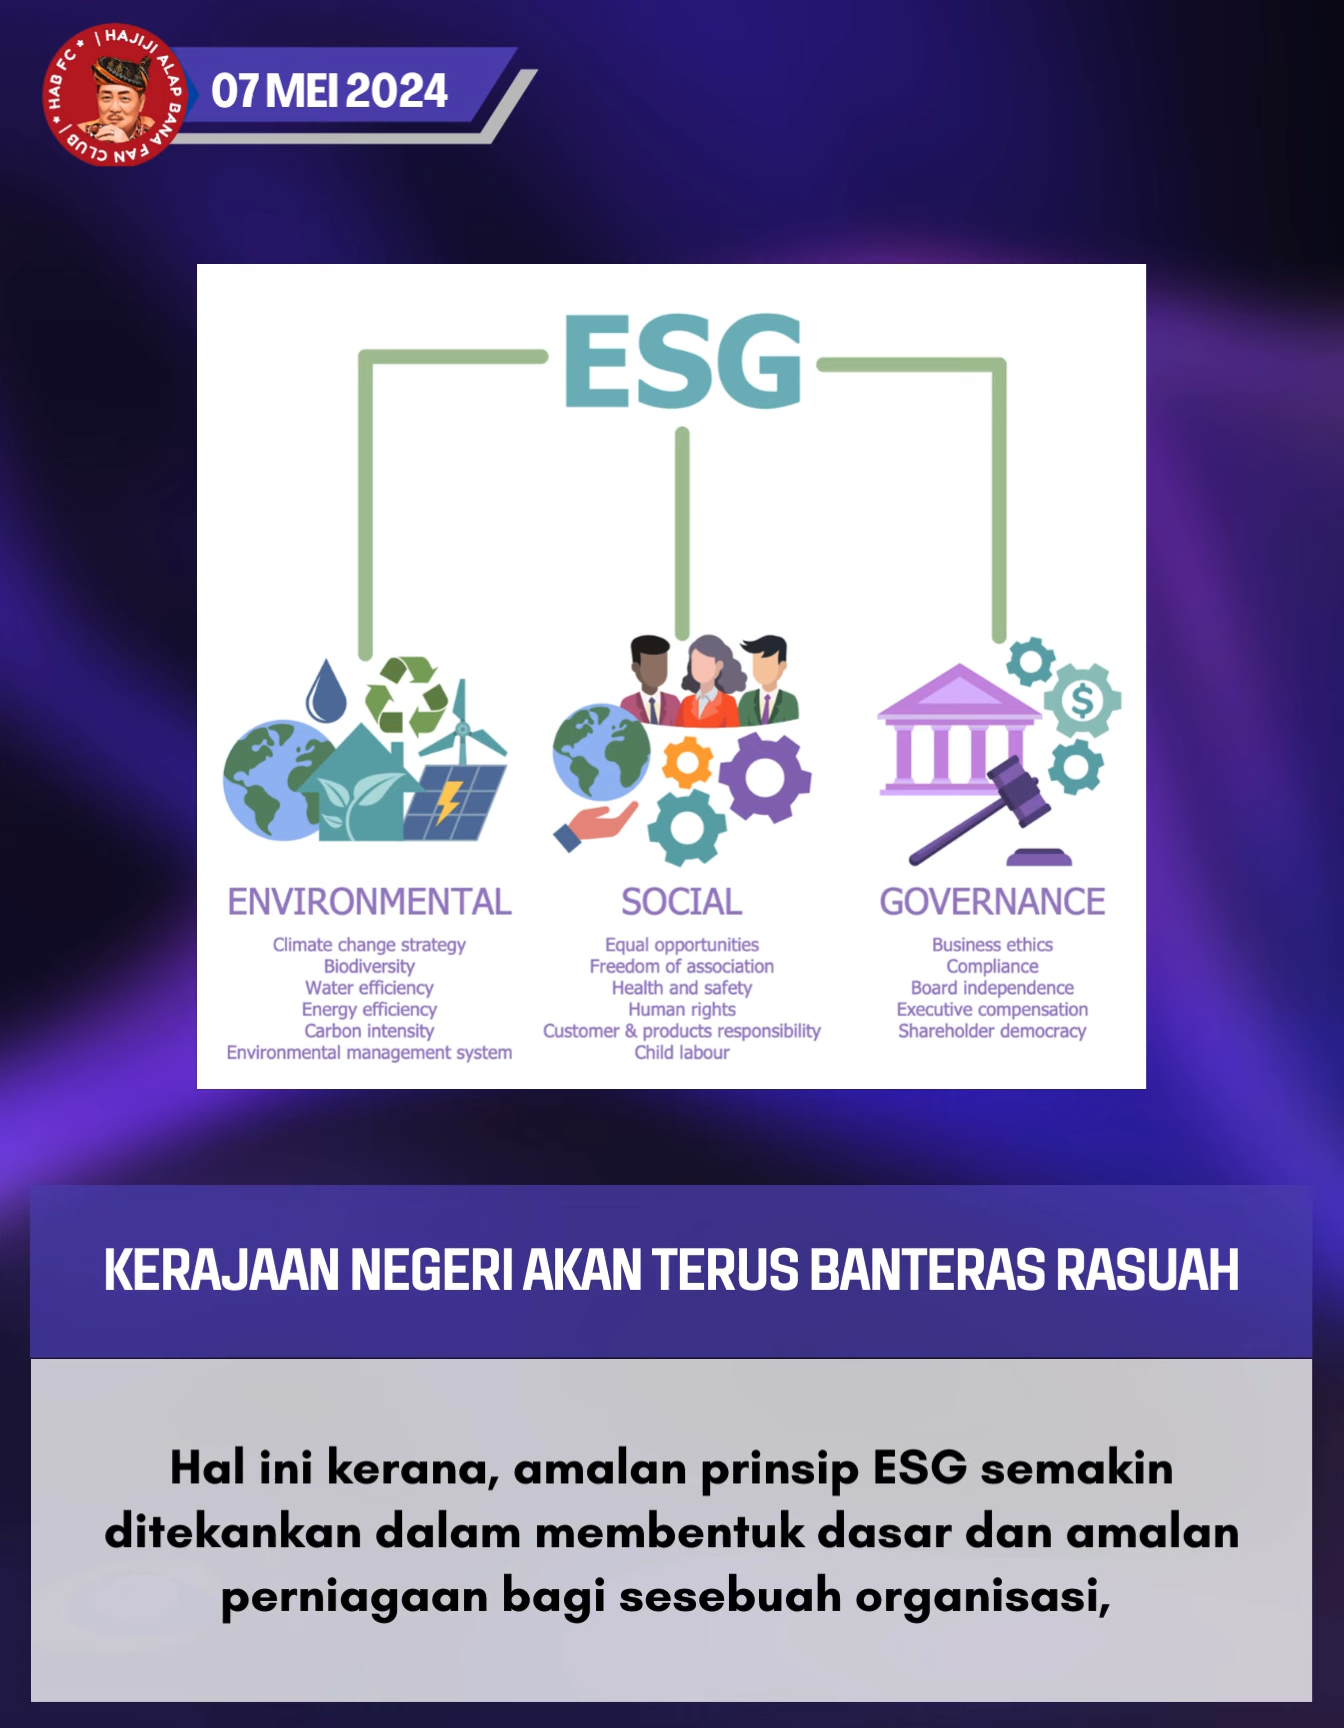 | HAJIJI ALAP BANA FAN CLUB | * HAB FC *
07 MEI 2024
ESG
ENVIRONMENTAL
Climate change strategy
Biodiversity
Water efficiency
Energy efficiency
Carbon intensity
Environmental management system
SOCIAL
Equal opportunities
Freedom of association
Health and safety
Human rights
Customer & products responsibility
Child labour
$
GOVERNANCE
Business ethics
Compliance
Board independence
Executive compensation
Shareholder democracy
KERAJAAN NEGERI AKAN TERUS BANTERAS RASUAH
Hal ini kerana, amalan prinsip ESG semakin
ditekankan dalam membentuk dasar dan amalan
perniagaan bagi sesebuah organisasi,